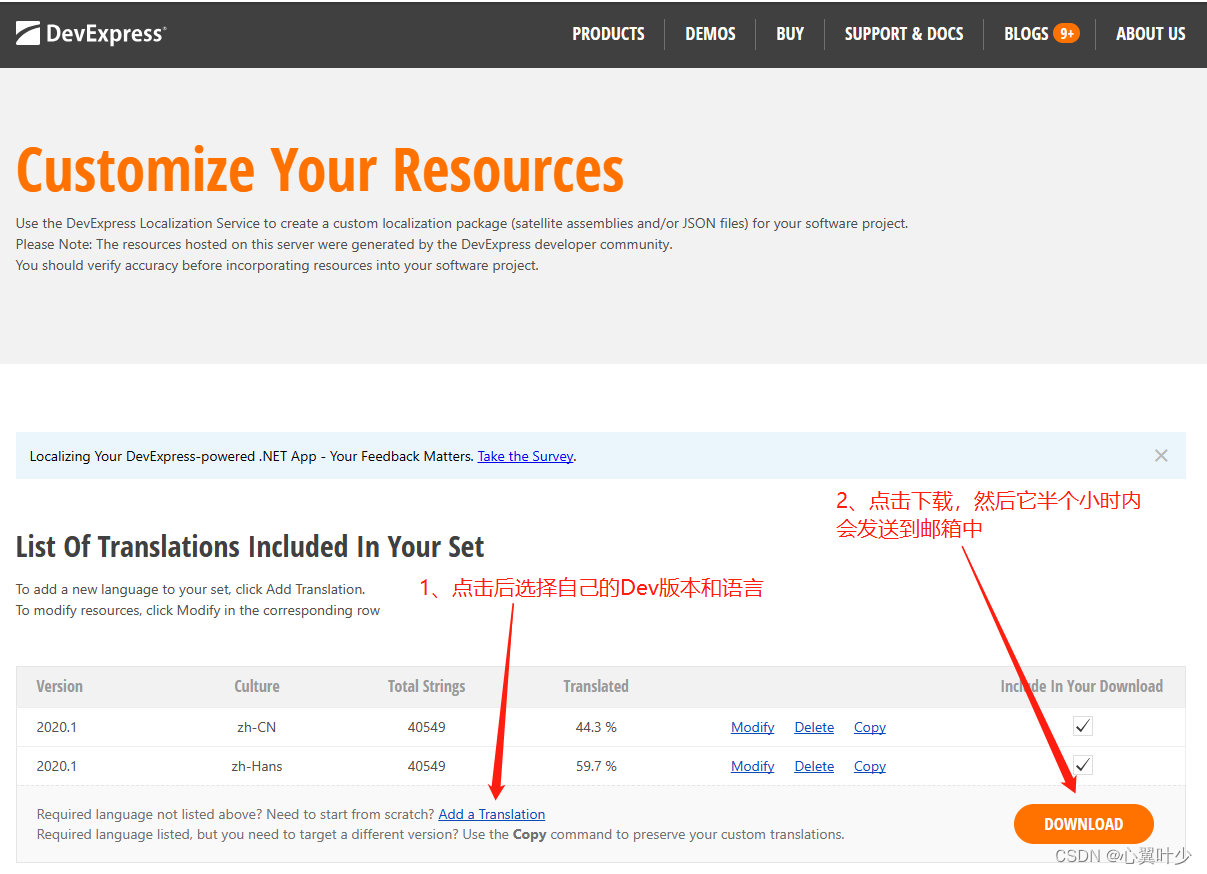 DevExpress
PRODUCTS DEMOS BUY SUPPORT & DOCS BLOGS 9+ ABOUT US
Customize Your Resources
Use the DevExpress Localization Service to create a custom localization package (satellite assemblies and/or JSON files) for your software project.
Please Note: The resources hosted on this server were generated by the DevExpress developer community.
You should verify accuracy before incorporating resources into your software project.
Localizing Your DevExpress-powered .NET App - Your Feedback Matters. Take the Survey.
2、点击下载，然后它半个小时内
会发送到邮箱中
List Of Translations Included In Your Set
To add a new language to your set, click Add Translation.
1、点击后选择自己的Dev版本和语言
To modify resources, click Modify in the corresponding row
Version Culture Total Strings Translated Include In Your Download
2020.1 zh-CN 40549 44.3 % Modify Delete Copy
2020.1 zh-Hans 40549 59.7 % Modify Delete Copy
Required language not listed above? Need to start from scratch? Add a Translation
Required language listed, but you need to target a different version? Use the Copy command to preserve your custom translations.
DOWNLOAD
CSDN @心翼叶少